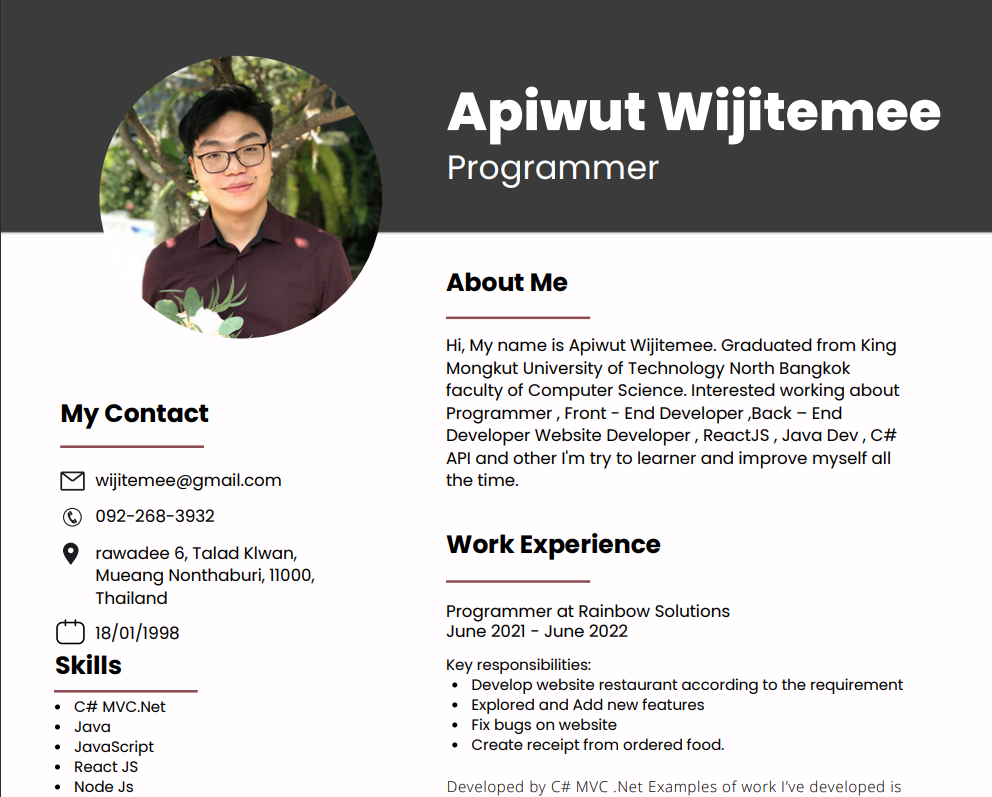 Apiwut Wijitemee
Programmer
My Contact
wijitemee@gmail.com
092-268-3932
rawadee 6, Talad Klwan,
Mueang Nonthaburi, 11000,
Thailand
18/01/1998
Skills
C# MVC.Net
Java
JavaScript
React JS
Node Js
About Me
Hi, My name is Apiwut Wijitemee. Graduated from King
Mongkut University of Technology North Bangkok
faculty of Computer Science. Interested working about
Programmer , Front - End Developer ,Back – End
Developer Website Developer , ReactJS , Java Dev , C#
API and other I'm try to learner and improve myself all
the time.
Work Experience
Programmer at Rainbow Solutions
June 2021 - June 2022
Key responsibilities:
Develop website restaurant according to the requirement
Explored and Add new features
Fix bugs on website
Create receipt from ordered food.
Developed by C# MVC .Net Examples of work I’ve developed is